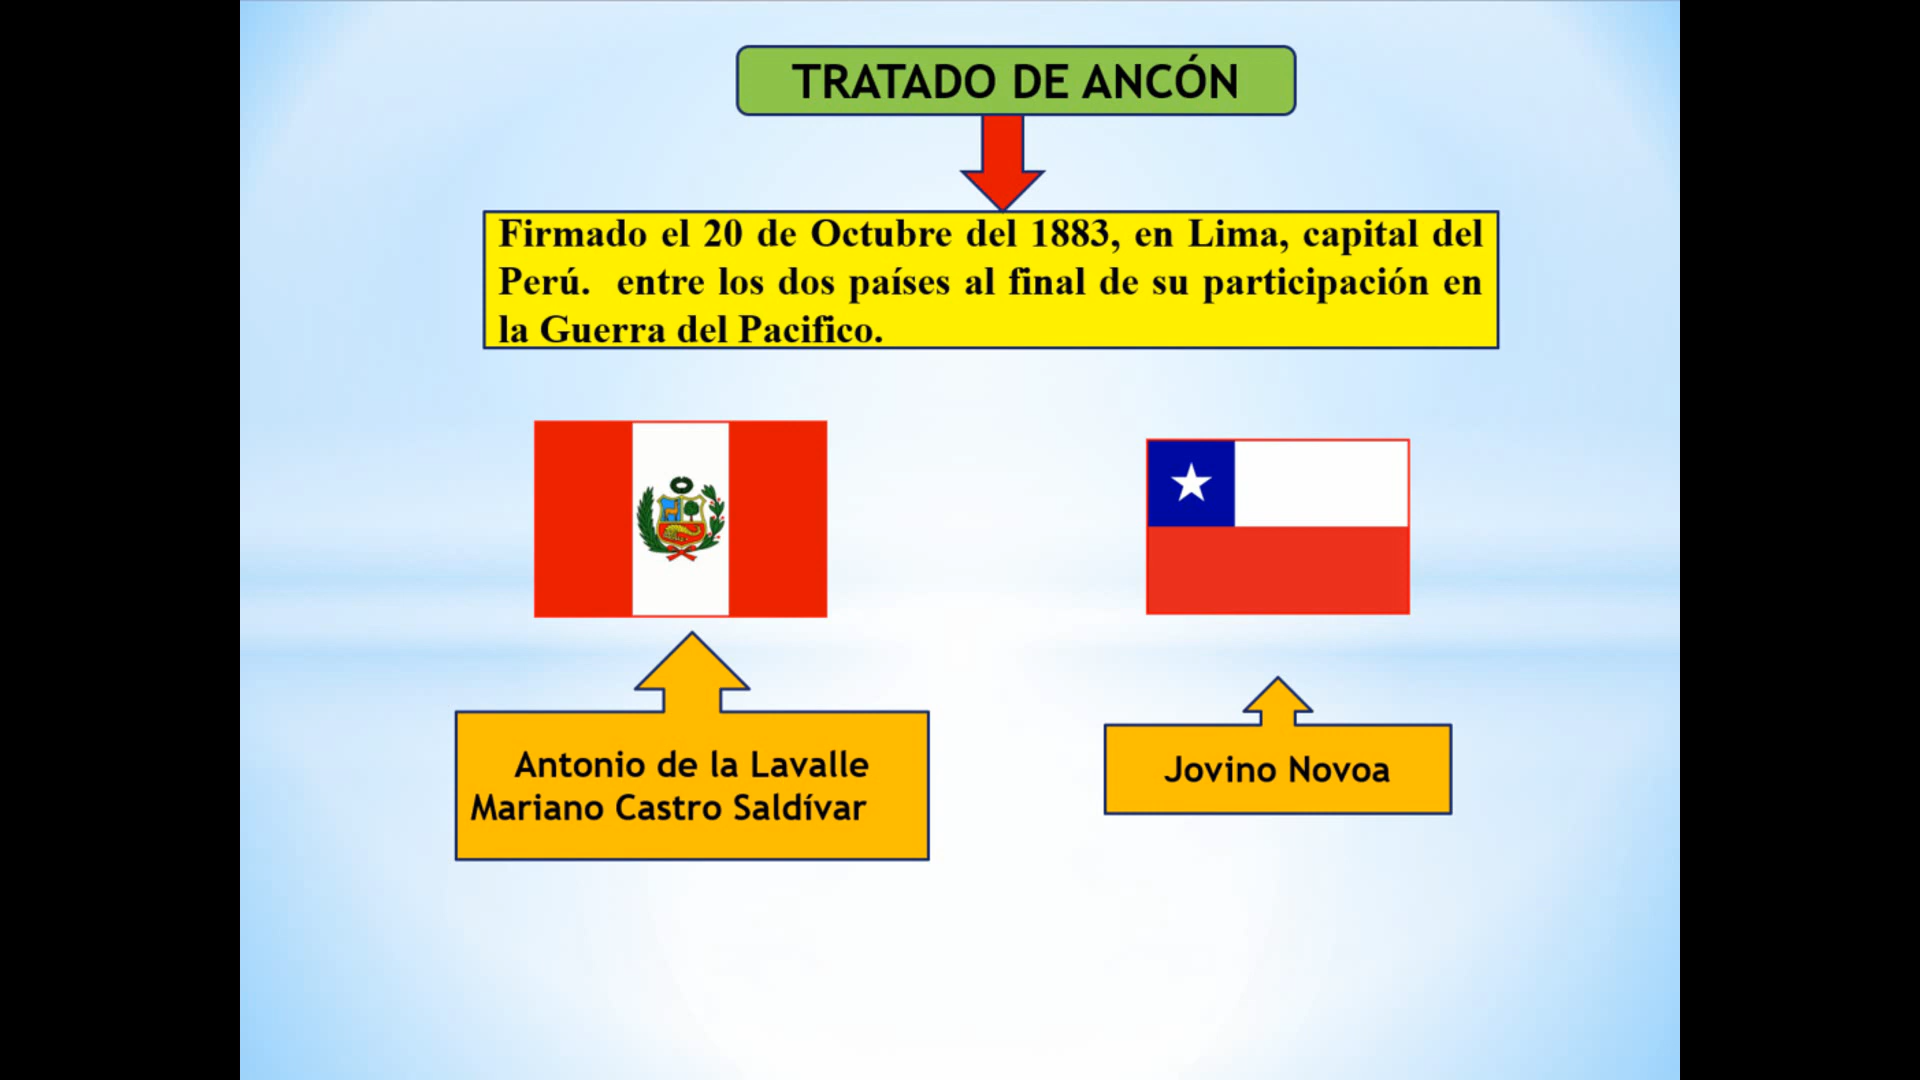 TRATADO DE ANCÓN
Firmado el 20 de Octubre del 1883, en Lima, capital del
Perú. entre los dos países al final de su participación en
la Guerra del Pacifico.
Antonio de la Lavalle
Mariano Castro Saldívar
Jovino Novoa